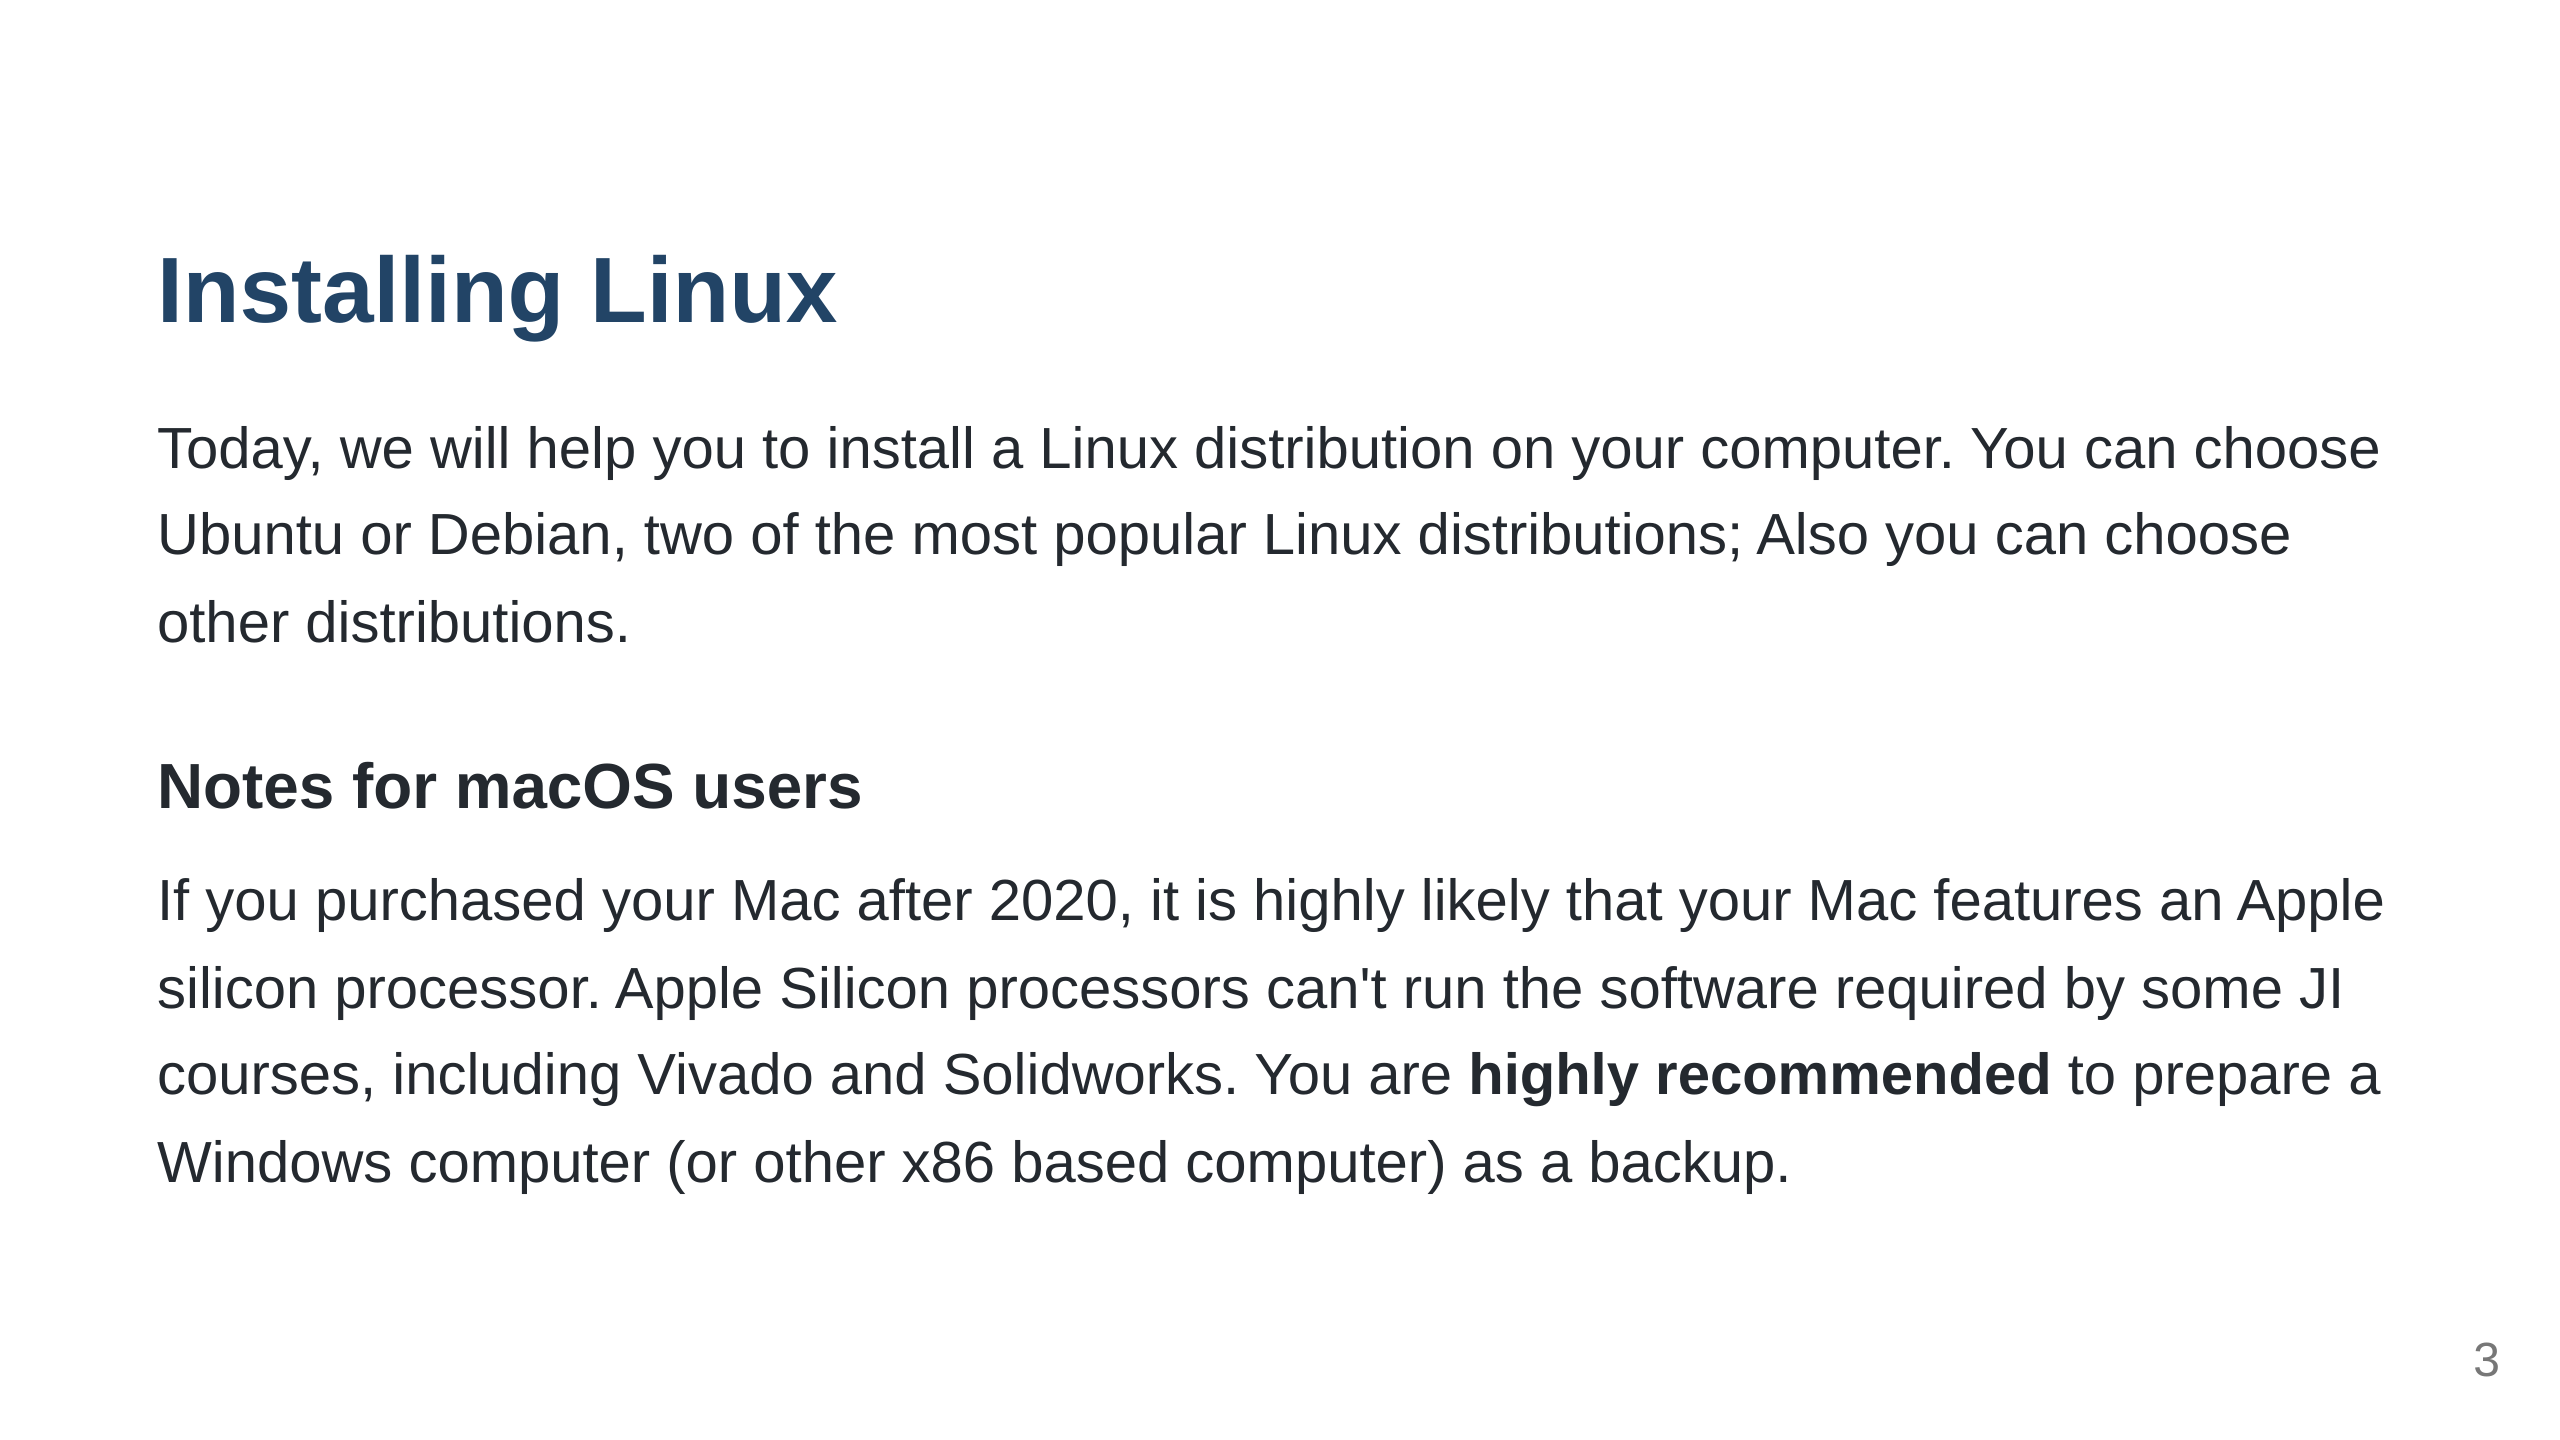 Installing Linux
Today, we will help you to install a Linux distribution on your computer. You can choose
Ubuntu or Debian, two of the most popular Linux distributions; Also you can choose
other distributions.
Notes for macOS users
If you purchased your Mac after 2020, it is highly likely that your Mac features an Apple
silicon processor. Apple Silicon processors can't run the software required by some JI
courses, including Vivado and Solidworks. You are highly recommended to prepare a
Windows computer (or other x86 based computer) as a backup.
3